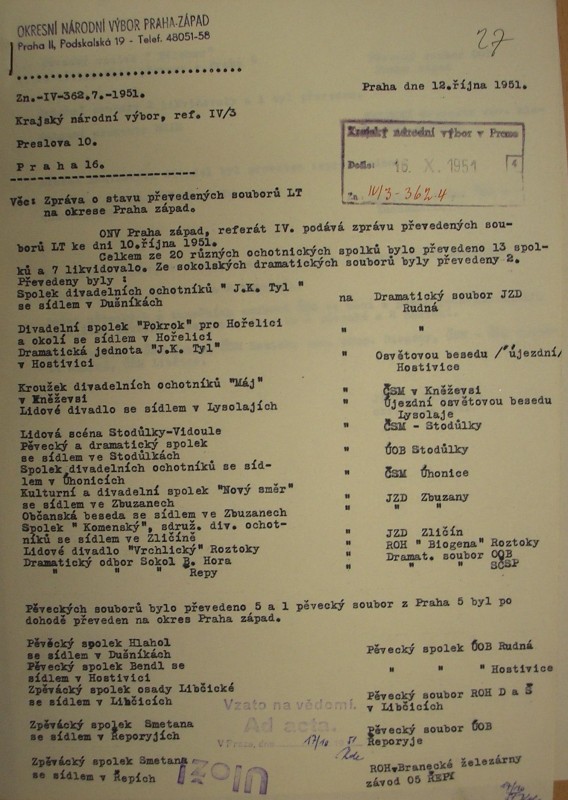 OKRESNÍ NÁRODNÍ VÝBOR PRAHA-ZÁPAD
Praha II, Podskalská 19 - Telef. 48051-58
27
Praha dne 12.října 1951.
Zn.-IV-362.7.-1951.
Krajský národní výbor, ref. IV/3
Preslova 10.
Praha 16.
Krajský národní výbor v Praze
Došlo: 16. X. 1951
IV/3-362.4
Věc: Zpráva o stavu převedených souborů LT
na okrese Praha západ.
ONV Praha západ, referát IV. podává zprávu převedených sou-
borů LT ke dni 10.října 1951.
Celkem ze 20 různých ochotnických spolků bylo převedeno 13 spol-
ků a 7 likvidovalo. Ze sokolských dramatických souborů byly převedeny 2.
Převedeny byly :
Spolek divadelních ochotníků " J.K. Tyl " na Dramatický soubor JZD
se sídlem v Dušníkách Rudná
Divadelní spolek "Pokrok" pro Hořelici " "
a okolí se sídlem v Hořelici
Dramatická jednota "J.K. Tyl" " Osvětovou besedu /újezdní/
v Hostivici Hostivice
Kroužek divadelních ochotníků "Máj" " ČSM v Kněževsi
v Kněževsi
Lidové divadlo se sídlem v Lysolajích " Újezdní osvětovou besedu
Lysolaje
Lidová scéna Stodůlky-Vidoule " ČSM - Stodůlky
Pěvecký a dramatický spolek " ÚOB Stodůlky
se sídlem ve Stodůlkách
Spolek divadelních ochotníků se síd- " ČSM Úhonice
lem v Úhonicích
Kulturní a divadelní spolek "Nový směr" " JZD Zbuzany
se sídlem ve Zbuzanech
Občanská beseda se sídlem ve Zbuzanech " " "
Spolek " Komenský", sdruž. div. ochot- " JZD Zličín
níků se sídlem ve Zličíně
Lidové divadlo "Vrchlický" Roztoky " ROH " Biogena" Roztoky
Dramatický odbor Sokol B. Hora " Dramat. soubor OOB
" " " Řepy " " " SČSP
Pěveckých souborů bylo převedeno 5 a 1 pěvecký soubor z Praha 5 byl po
dohodě převeden na okres Praha západ.
Pěvěcký spolek Hlahol Pěvecký spolek ÚOB Rudná
se sídlem v Dušníkách
Pěvecký spolek Bendl se " " " Hostivice
sídlem v Hostivici
Zpěvácký spolek osady Libčické Pěvecký soubor ROH D a Š
se sídlem v Libčicích v Libčicích
Vzato na vědomí.
Ad acta.
V Praze, dne 17/10 51
Zpěvácký spolek Smetana Pěvecký soubor ÚOB
se sídlem v Řeporyjích Řeporyje
Zpěvácký spolek Smetana ROH Branecké železárny
se sídlem v Řepích závod 05 ŘEPY